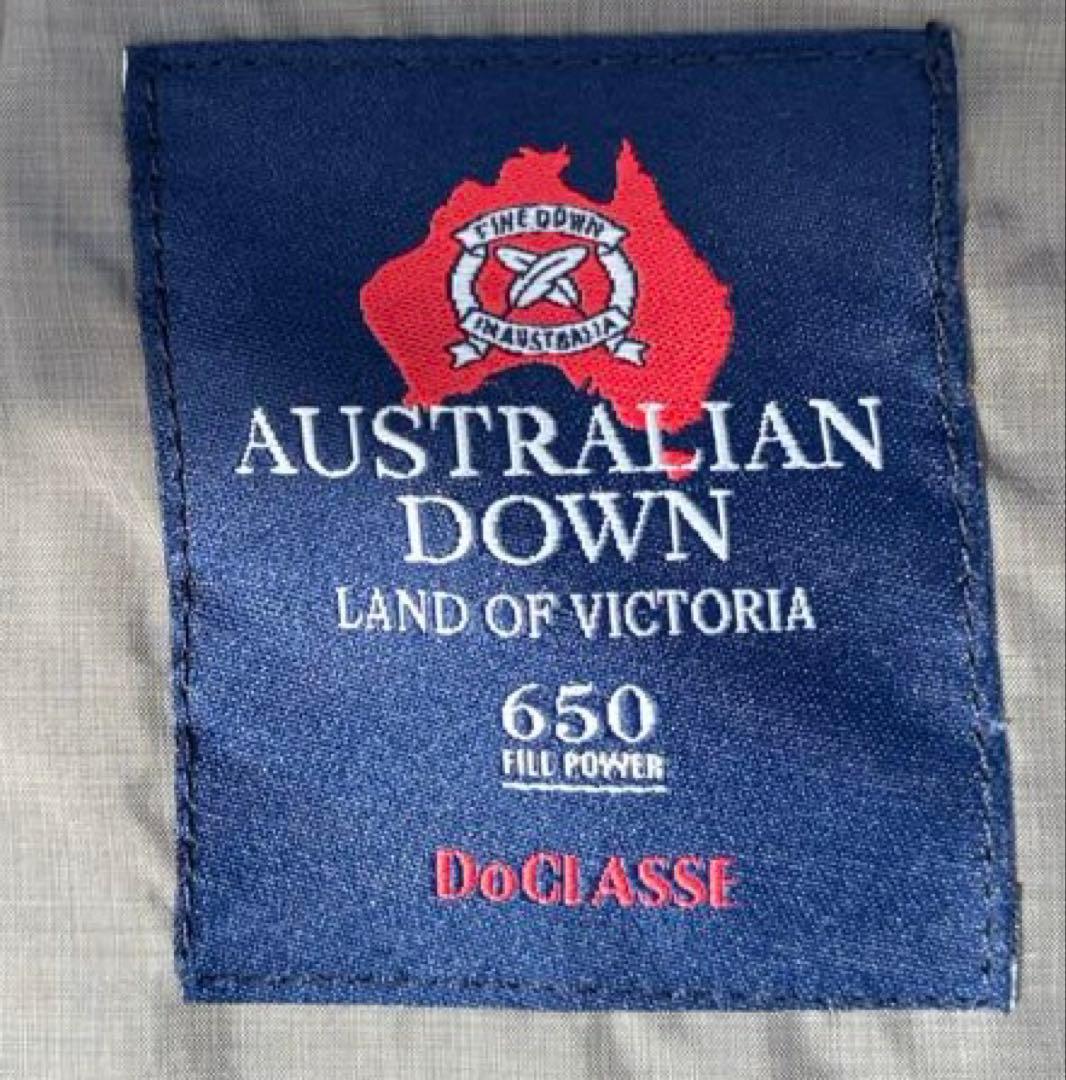 FINE DOWN
IN AUSTRALIA
AUSTRALIAN
DOWN
LAND OF VICTORIA
650
FILL POWER
DoCLASSE